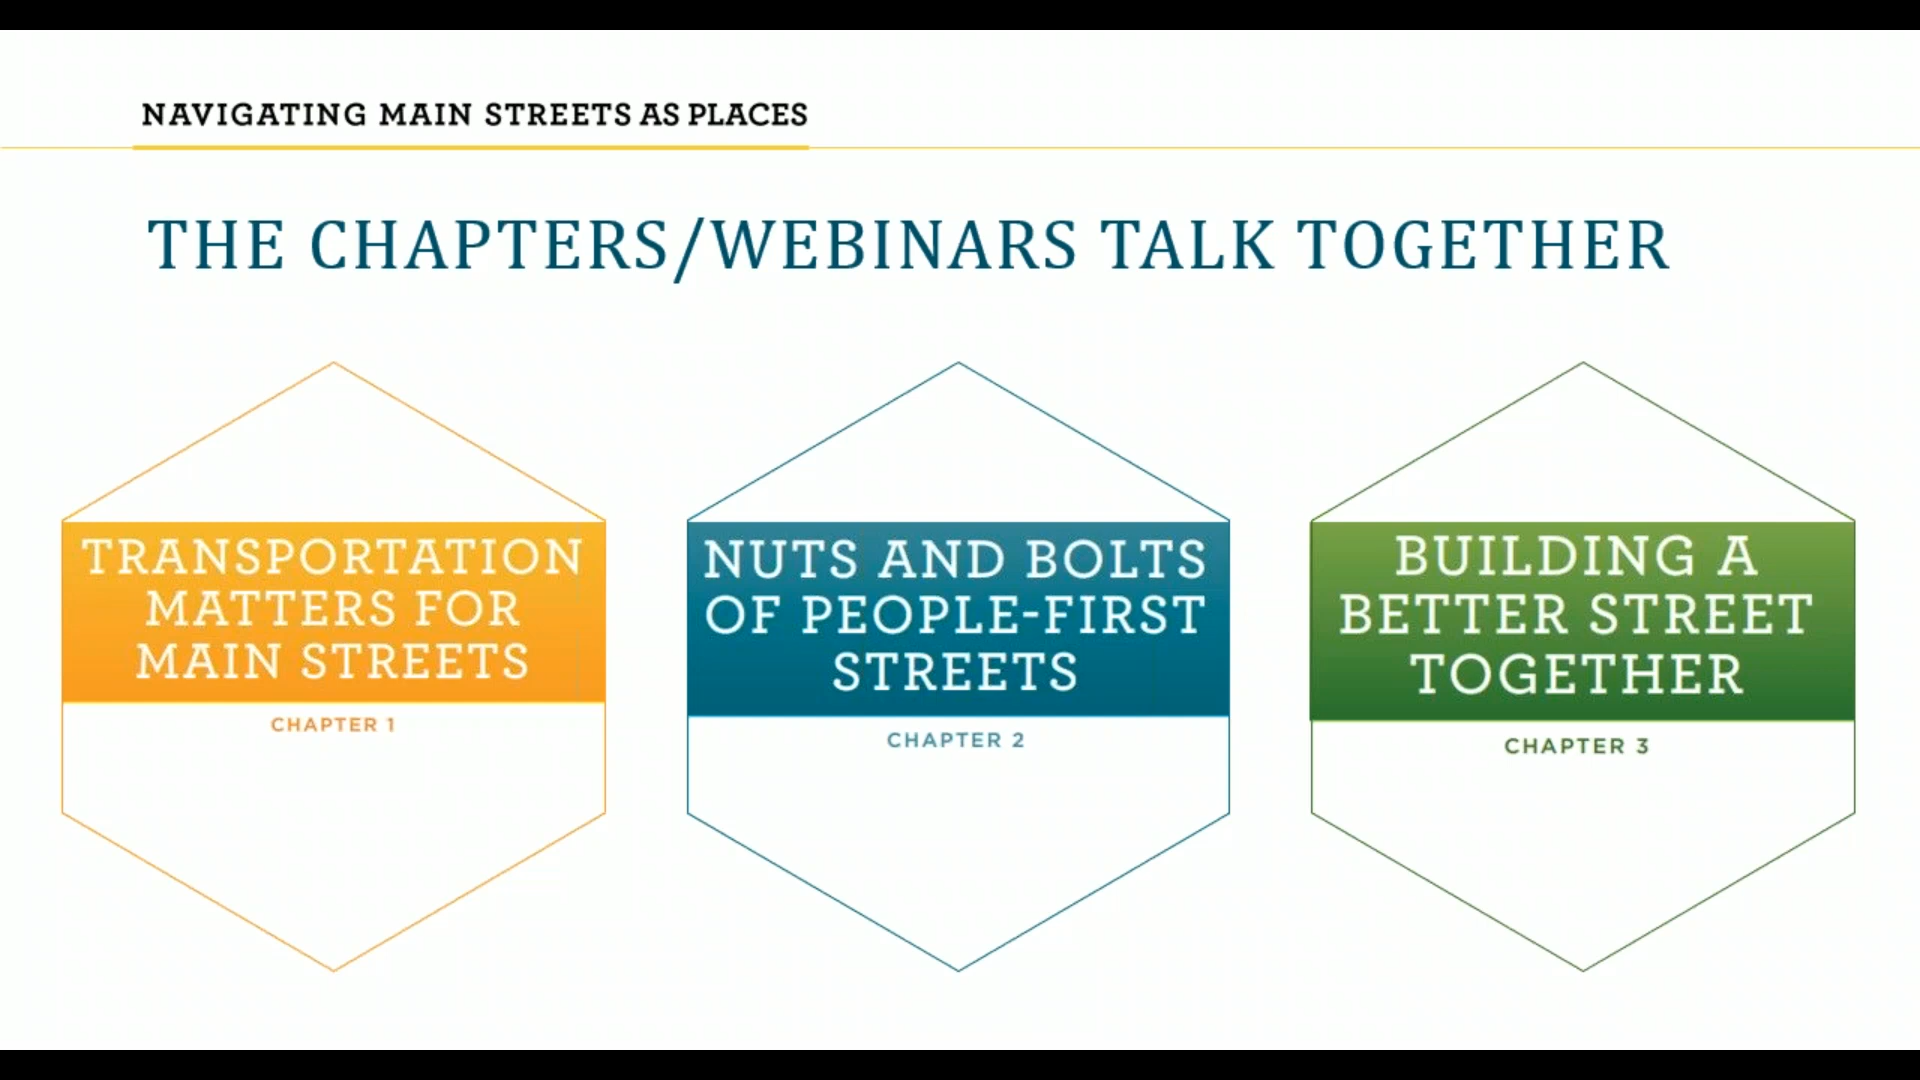 NAVIGATING MAIN STREETS AS PLACES
THE CHAPTERS/WEBINARS TALK TOGETHER
TRANSPORTATION
MATTERS FOR
MAIN STREETS
CHAPTER 1
NUTS AND BOLTS
OF PEOPLE-FIRST
STREETS
CHAPTER 2
BUILDING A
BETTER STREET
TOGETHER
CHAPTER 3